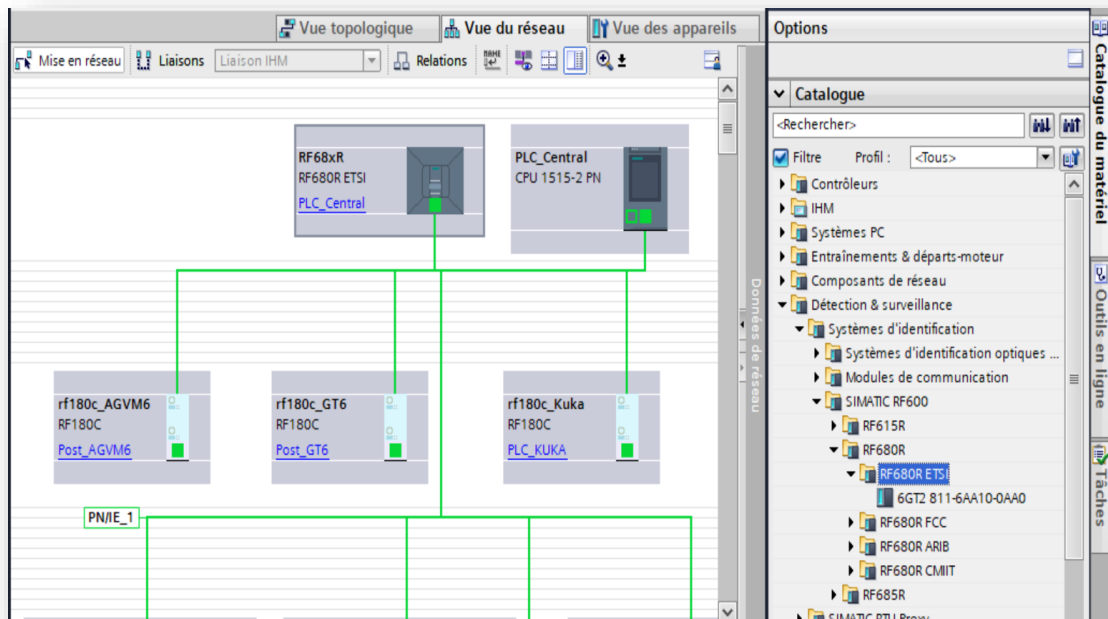 Vue topologique
Vue du réseau
Vue des appareils
Mise en réseau
Liaisons
Liaison IHM
Relations
RF68xR
RF680R ETSI
PLC_Central
PLC_Central
CPU 1515-2 PN
rf180c_AGVM6
RF180C
Post_AGVM6
rf180c_GT6
RF180C
Post_GT6
rf180c_Kuka
RF180C
PLC_KUKA
PN/IE_1
Données de réseau
Options
Catalogue
<Rechercher>
Filtre
Profil :
<Tous>
Contrôleurs
IHM
Systèmes PC
Entraînements & départs-moteur
Composants de réseau
Détection & surveillance
Systèmes d'identification
Systèmes d'identification optiques ...
Modules de communication
SIMATIC RF600
RF615R
RF680R
RF680R ETSI
6GT2 811-6AA10-0AA0
RF680R FCC
RF680R ARIB
RF680R CMIIT
RF685R
Catalogue du matériel
Outils en ligne
Tâches